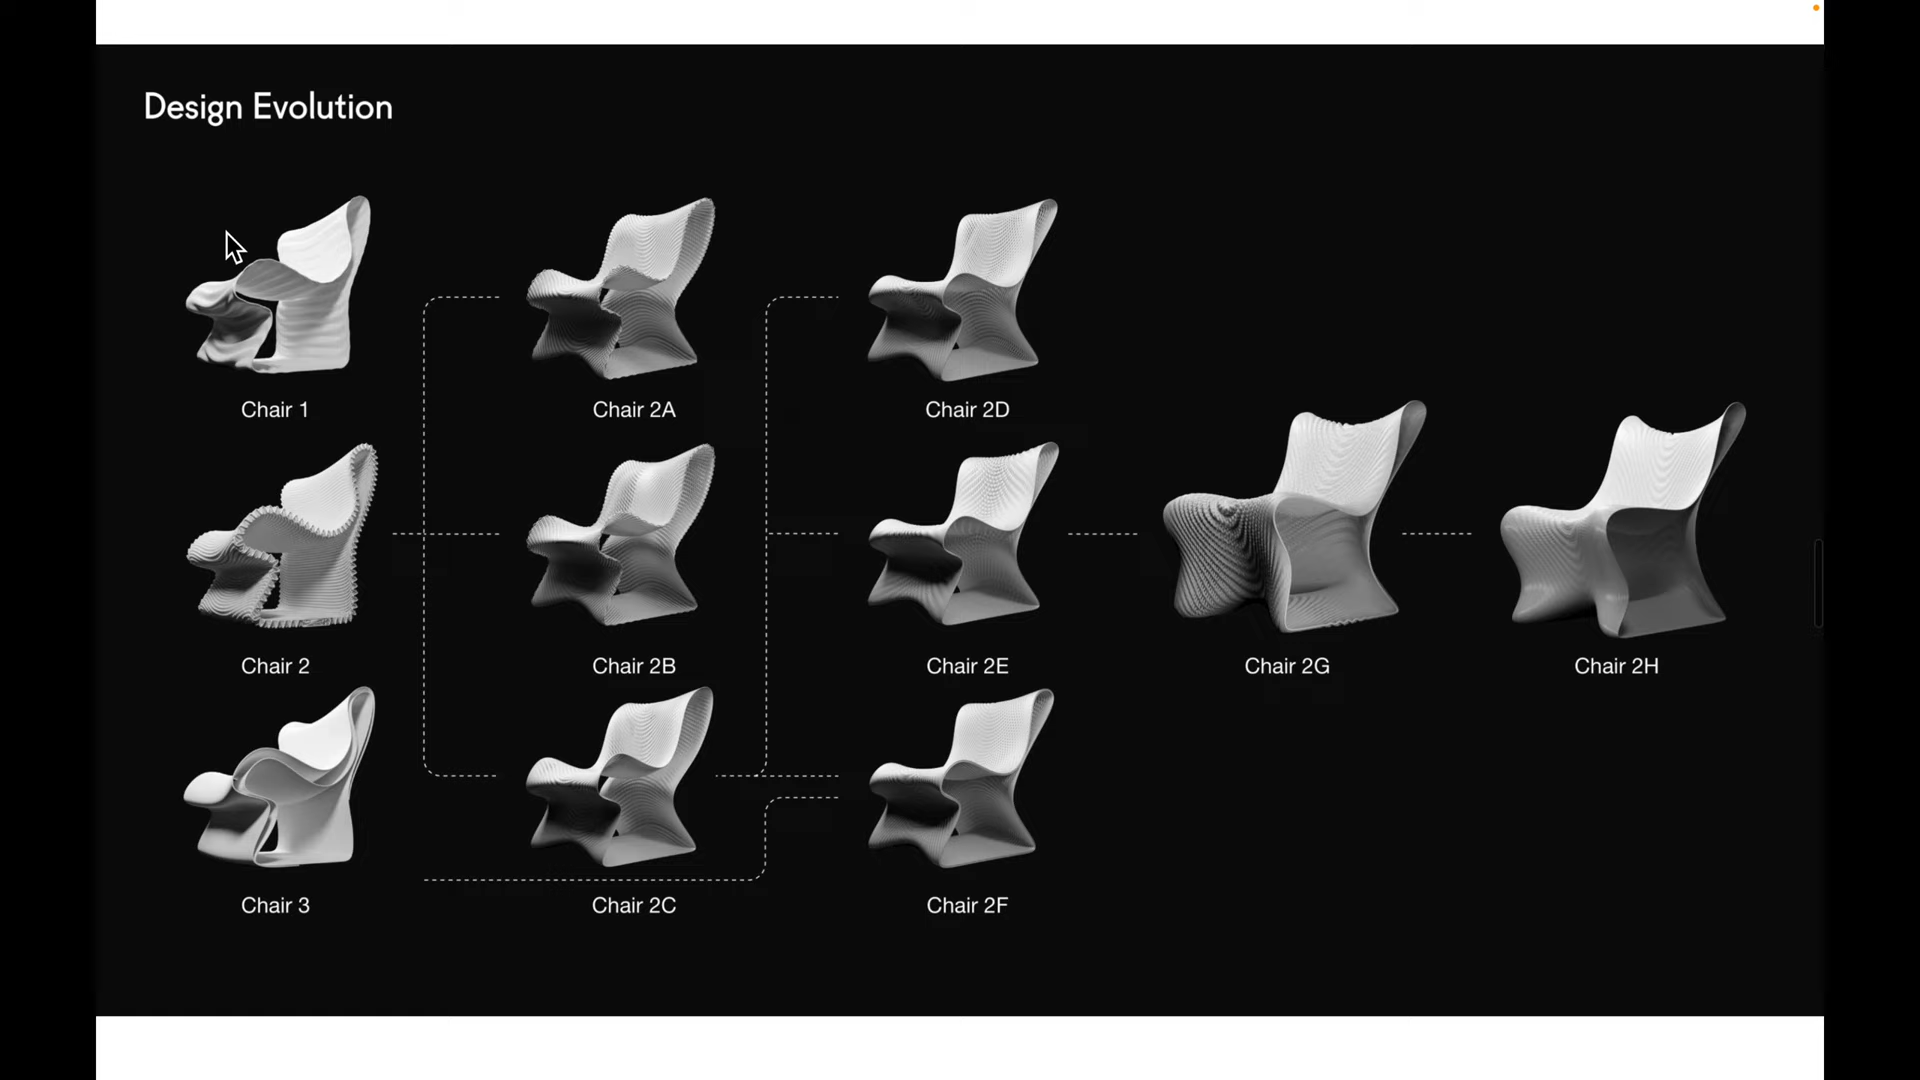 Design Evolution
Chair 1
Chair 2A
Chair 2D
Chair 2
Chair 2B
Chair 2E
Chair 2G
Chair 2H
Chair 3
Chair 2C
Chair 2F